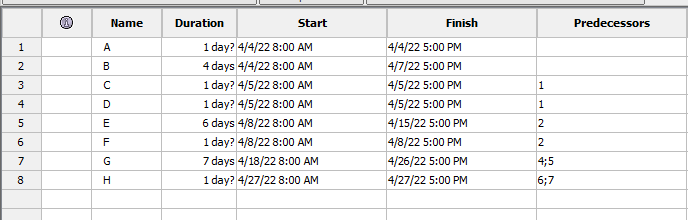 Name Duration Start Finish Predecessors
1 A 1 day? 4/4/22 8:00 AM 4/4/22 5:00 PM
2 B 4 days 4/4/22 8:00 AM 4/7/22 5:00 PM
3 C 1 day? 4/5/22 8:00 AM 4/5/22 5:00 PM 1
4 D 1 day? 4/5/22 8:00 AM 4/5/22 5:00 PM 1
5 E 6 days 4/8/22 8:00 AM 4/15/22 5:00 PM 2
6 F 1 day? 4/8/22 8:00 AM 4/8/22 5:00 PM 2
7 G 7 days 4/18/22 8:00 AM 4/26/22 5:00 PM 4;5
8 H 1 day? 4/27/22 8:00 AM 4/27/22 5:00 PM 6;7